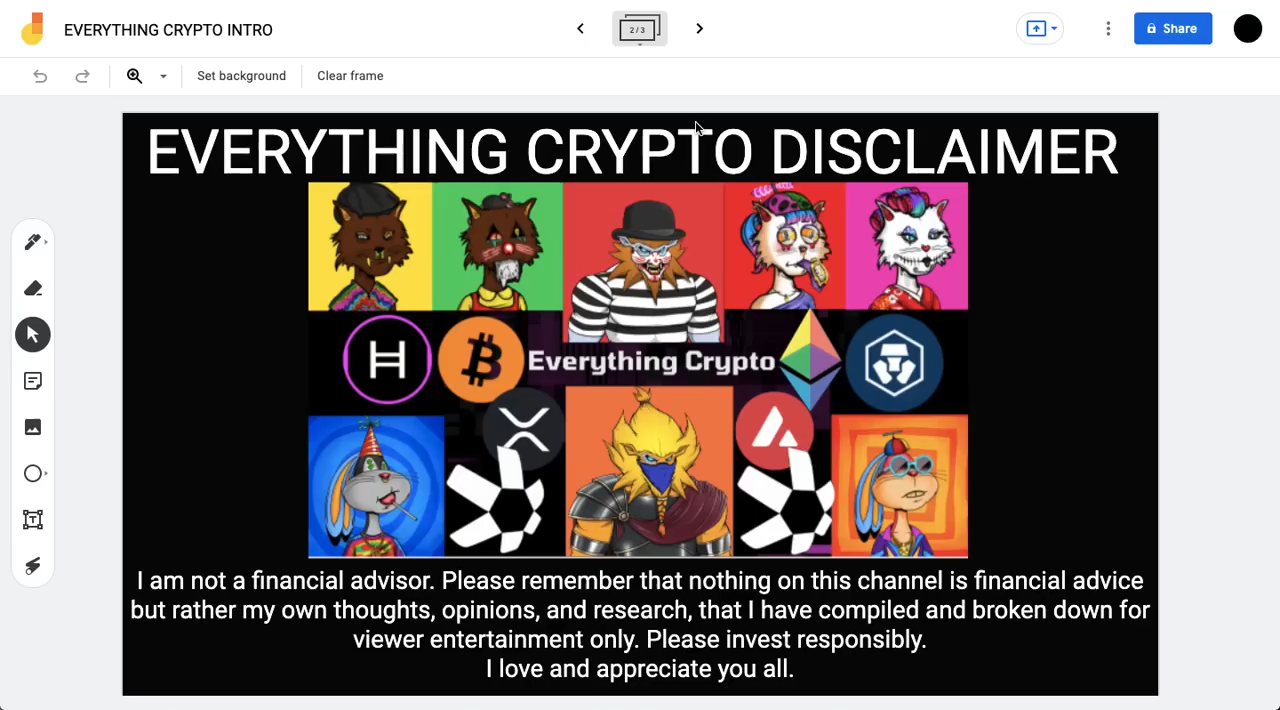 EVERYTHING CRYPTO INTRO
2 / 3
Share
Set background
Clear frame
EVERYTHING CRYPTO DISCLAIMER
Everything Crypto
I am not a financial advisor. Please remember that nothing on this channel is financial advice
but rather my own thoughts, opinions, and research, that I have compiled and broken down for
viewer entertainment only. Please invest responsibly.
I love and appreciate you all.